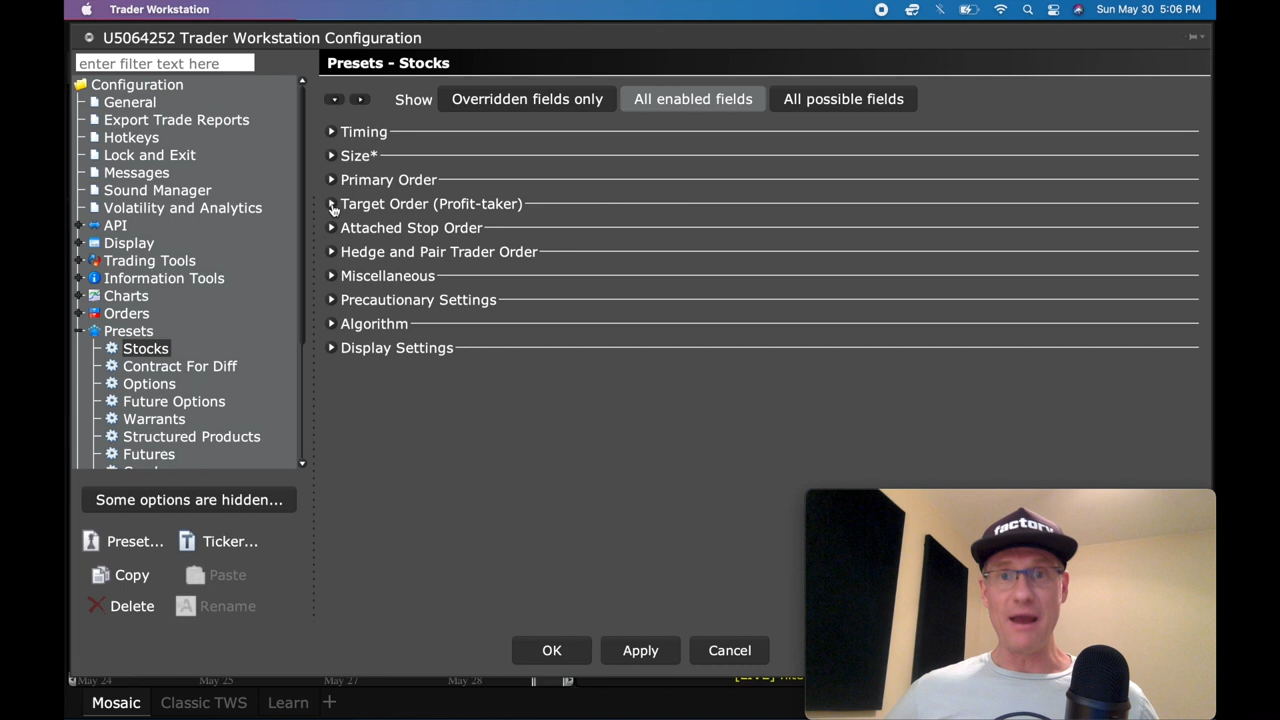 Trader Workstation
Sun May 30 5:06 PM
U5064252 Trader Workstation Configuration
enter filter text here
Configuration
General
Export Trade Reports
Hotkeys
Lock and Exit
Messages
Sound Manager
Volatility and Analytics
API
Display
Trading Tools
Information Tools
Charts
Orders
Presets
Stocks
Contract For Diff
Options
Future Options
Warrants
Structured Products
Futures
Some options are hidden...
Preset... Ticker...
Copy Paste
Delete Rename
Presets - Stocks
Show Overridden fields only All enabled fields All possible fields
Timing
Size*
Primary Order
Target Order (Profit-taker)
Attached Stop Order
Hedge and Pair Trader Order
Miscellaneous
Precautionary Settings
Algorithm
Display Settings
factory
OK Apply Cancel
May 24 May 25 May 27 May 28
Mosaic Classic TWS Learn +